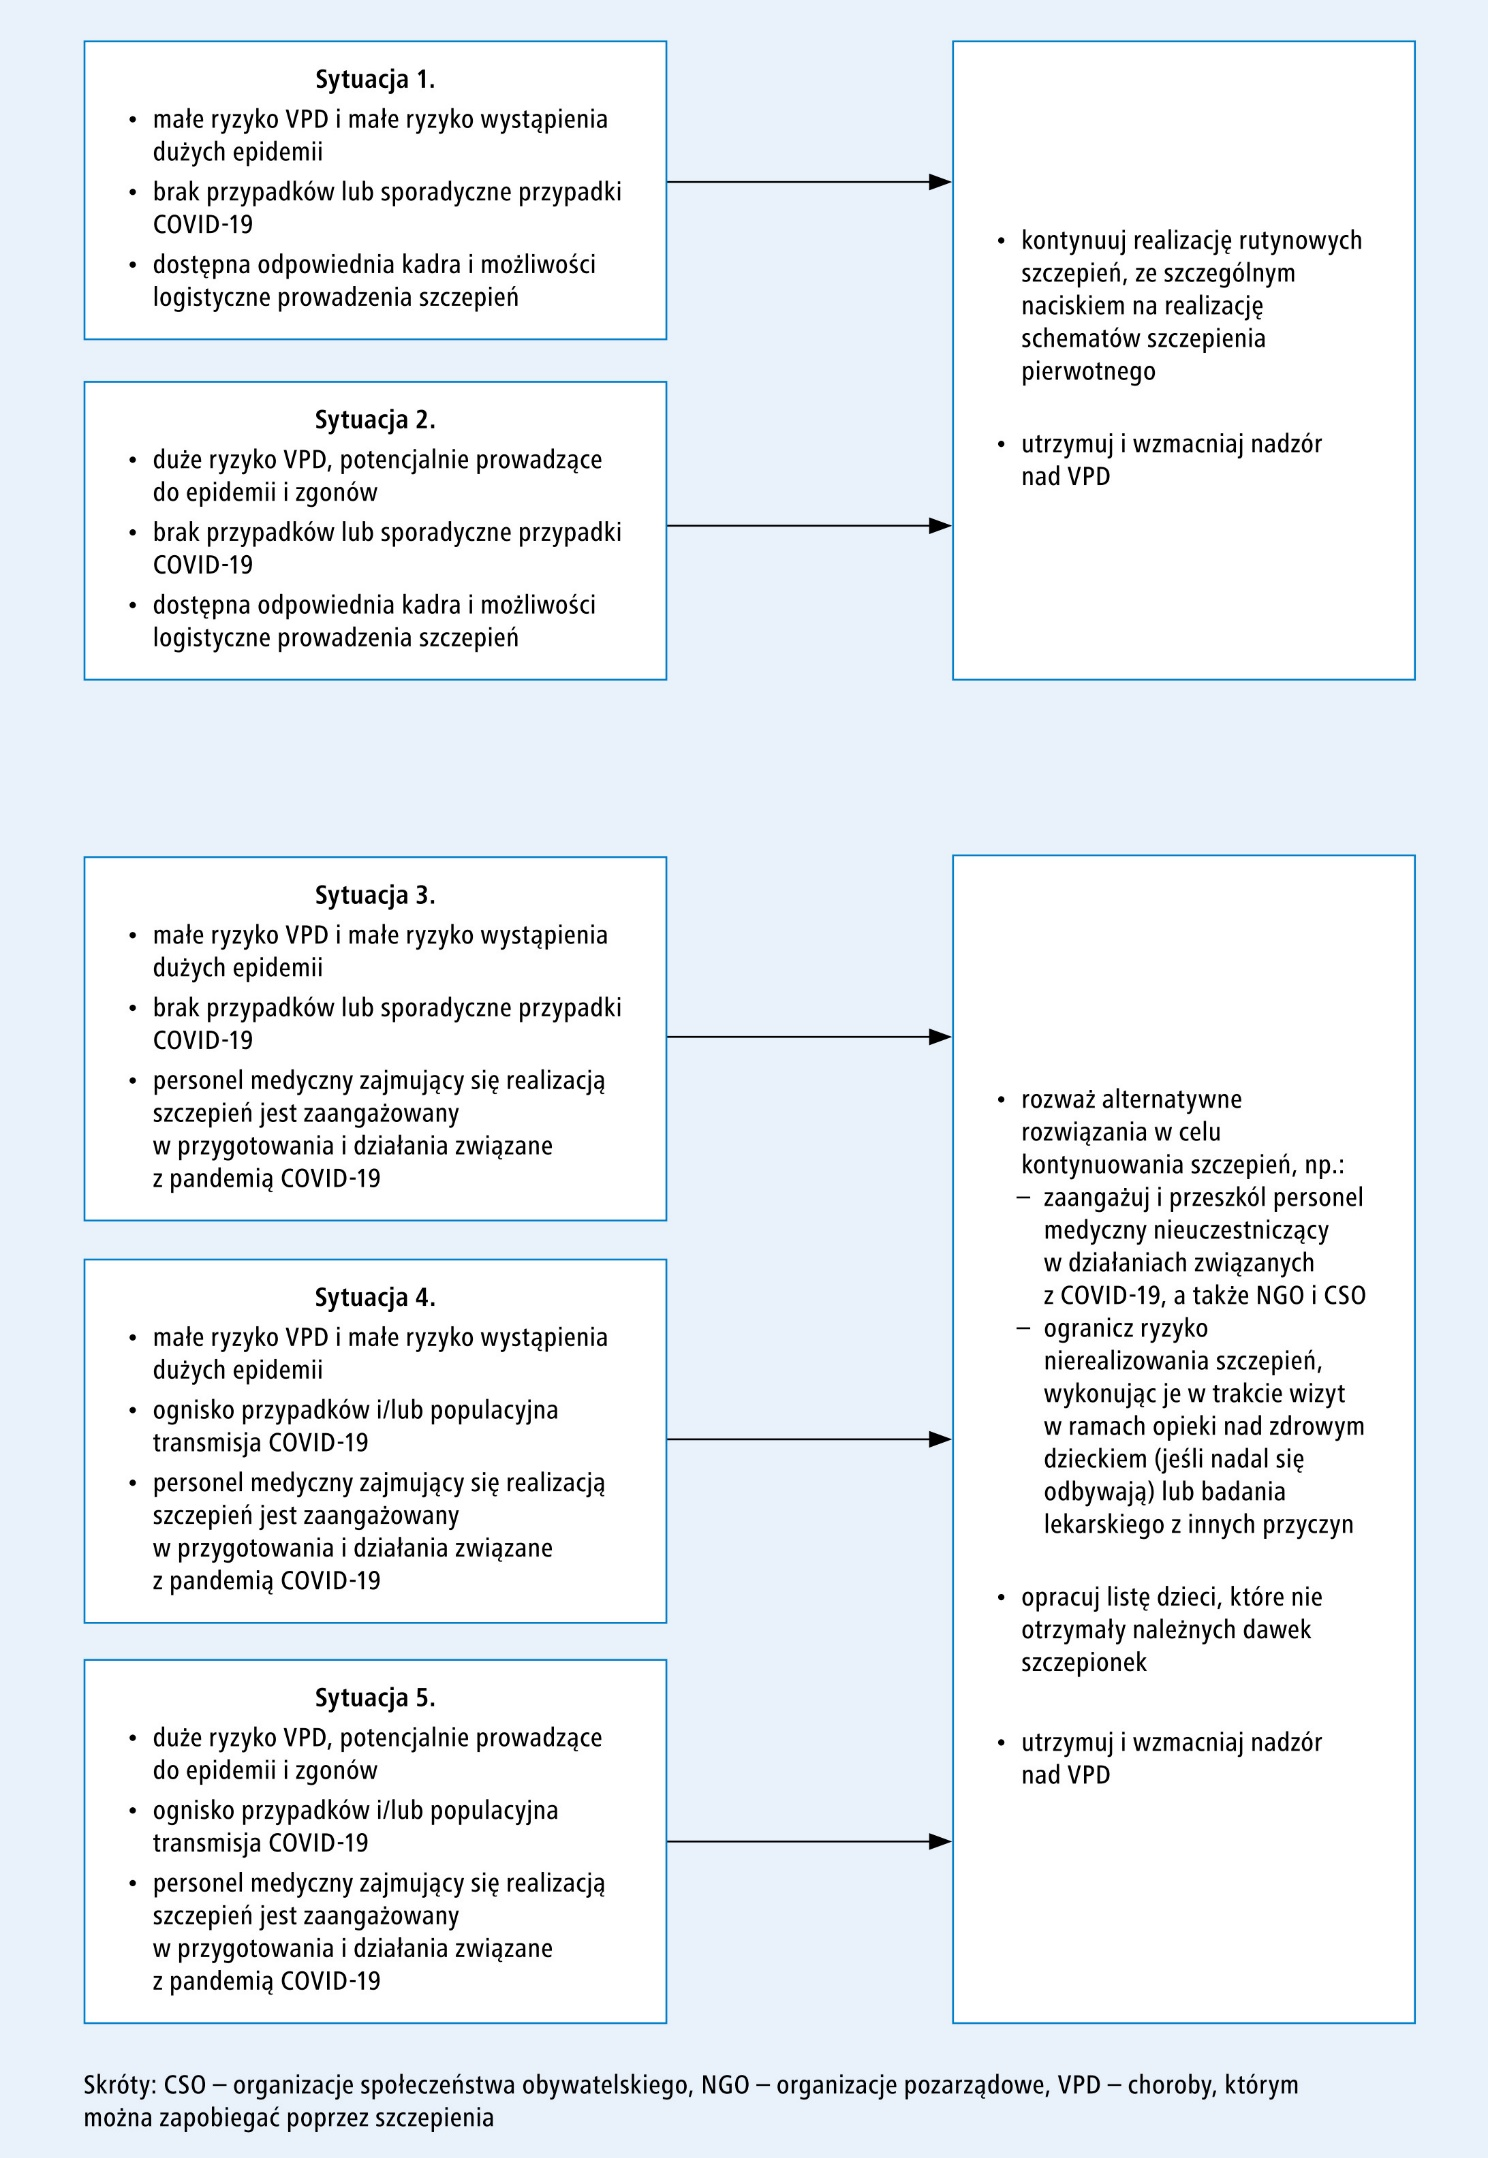 Sytuacja 1.
• małe ryzyko VPD i małe ryzyko wystąpienia
dużych epidemii
• brak przypadków lub sporadyczne przypadki
COVID-19
• dostępna odpowiednia kadra i możliwości
logistyczne prowadzenia szczepień
Sytuacja 2.
• duże ryzyko VPD, potencjalnie prowadzące
do epidemii i zgonów
• brak przypadków lub sporadyczne przypadki
COVID-19
• dostępna odpowiednia kadra i możliwości
logistyczne prowadzenia szczepień
• kontynuuj realizację rutynowych
szczepień, ze szczególnym
naciskiem na realizację
schematów szczepienia
pierwotnego
• utrzymuj i wzmacniaj nadzór
nad VPD
Sytuacja 3.
• małe ryzyko VPD i małe ryzyko wystąpienia
dużych epidemii
• brak przypadków lub sporadyczne przypadki
COVID-19
• personel medyczny zajmujący się realizacją
szczepień jest zaangażowany
w przygotowania i działania związane
z pandemią COVID-19
Sytuacja 4.
• małe ryzyko VPD i małe ryzyko wystąpienia
dużych epidemii
• ognisko przypadków i/lub populacyjna
transmisja COVID-19
• personel medyczny zajmujący się realizacją
szczepień jest zaangażowany
w przygotowania i działania związane
z pandemią COVID-19
Sytuacja 5.
• duże ryzyko VPD, potencjalnie prowadzące
do epidemii i zgonów
• ognisko przypadków i/lub populacyjna
transmisja COVID-19
• personel medyczny zajmujący się realizacją
szczepień jest zaangażowany
w przygotowania i działania związane
z pandemią COVID-19
• rozważ alternatywne
rozwiązania w celu
kontynuowania szczepień, np.:
– zaangażuj i przeszkól personel
medyczny nieuczestniczący
w działaniach związanych
z COVID-19, a także NGO i CSO
– ogranicz ryzyko
nierealizowania szczepień,
wykonując je w trakcie wizyt
w ramach opieki nad zdrowym
dzieckiem (jeśli nadal się
odbywają) lub badania
lekarskiego z innych przyczyn
• opracuj listę dzieci, które nie
otrzymały należnych dawek
szczepionek
• utrzymuj i wzmacniaj nadzór
nad VPD
Skróty: CSO – organizacje społeczeństwa obywatelskiego, NGO – organizacje pozarządowe, VPD – choroby, którym
można zapobiegać poprzez szczepienia